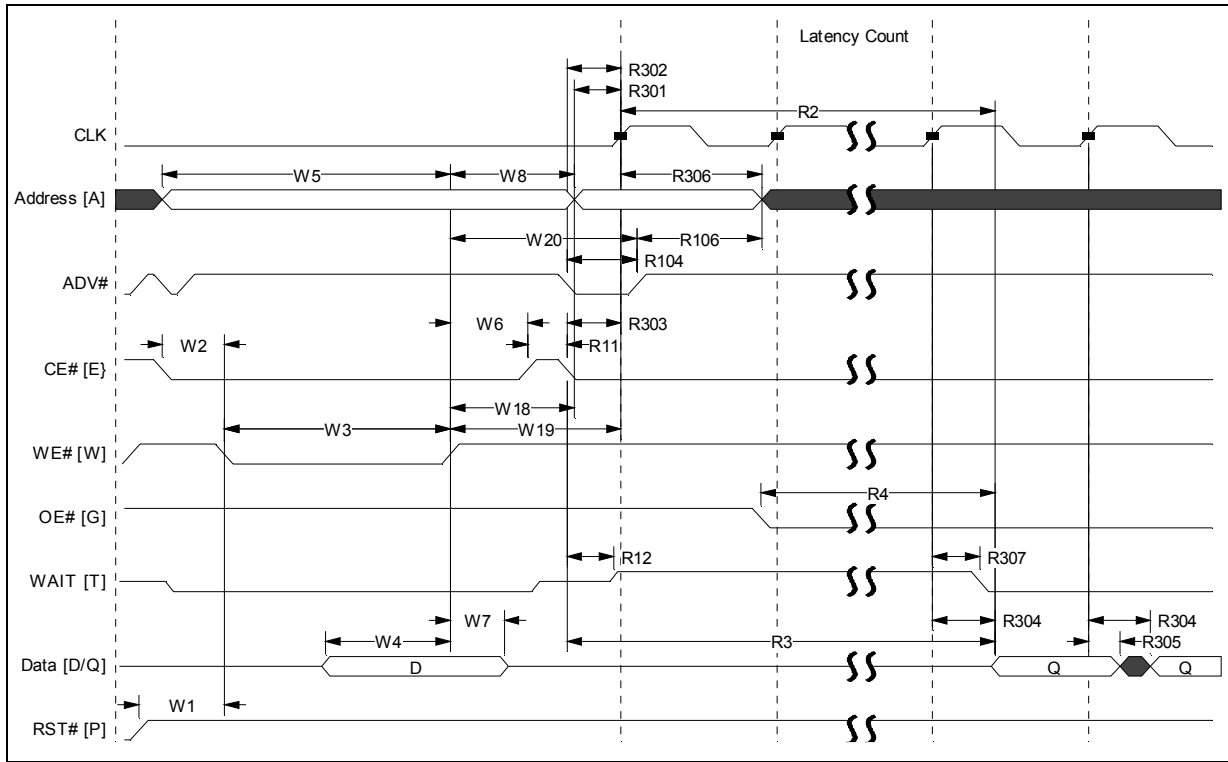 Latency Count
R302
R301
R2
CLK
W5
W8
R306
Address [A]
W20
R106
R104
ADV#
W6
R303
W2
R11
CE# [E}
W18
W3
W19
WE# [W]
R4
OE# [G]
R12
R307
WAIT [T]
W7
R304
R304
W4
R3
R305
Data [D/Q]
D
Q
Q
W1
RST# [P]